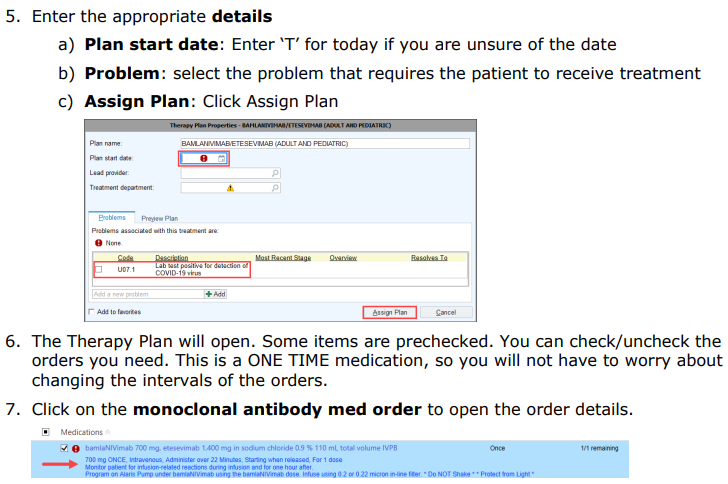 5. Enter the appropriate details
a) Plan start date: Enter ‘T’ for today if you are unsure of the date
b) Problem: select the problem that requires the patient to receive treatment
c) Assign Plan: Click Assign Plan
Therapy Plan Properties - BAMLANIVIMAB/ETESEVIMAB (ADULT AND PEDIATRIC)
Plan name: BAMLANIVIMAB/ETESEVIMAB (ADULT AND PEDIATRIC)
Plan start date:
Lead provider:
Treatment department:
Problems Preview Plan
Problems associated with this treatment are:
None
Code Description Most Recent Stage Overview Resolves To
U07.1 Lab test positive for detection of
COVID-19 virus
Add a new problem Add
Add to favorites Assign Plan Cancel
6. The Therapy Plan will open. Some items are prechecked. You can check/uncheck the
orders you need. This is a ONE TIME medication, so you will not have to worry about
changing the intervals of the orders.
7. Click on the monoclonal antibody med order to open the order details.
Medications
bamlaNIVimab 700 mg, etesevimab 1,400 mg in sodium chloride 0.9 % 110 mL total volume IVPB Once 1/1 remaining
700 mg ONCE, Intravenous, Administer over 22 Minutes, Starting when released, For 1 dose
Monitor patient for infusion-related reactions during infusion and for one hour after.
Program on Alaris Pump under bamlaNIVimab using the bamlaNIVimab dose. Infuse using 0.2 or 0.22 micron in-line filter. * Do NOT Shake * * Protect from Light *